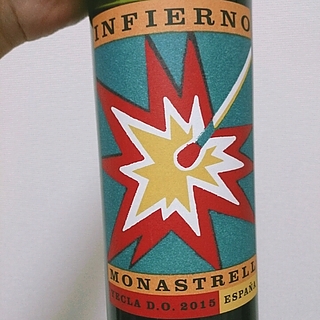 INFIERNO
MONASTRELL
YECLA D.O. 2015 ESPAÑA